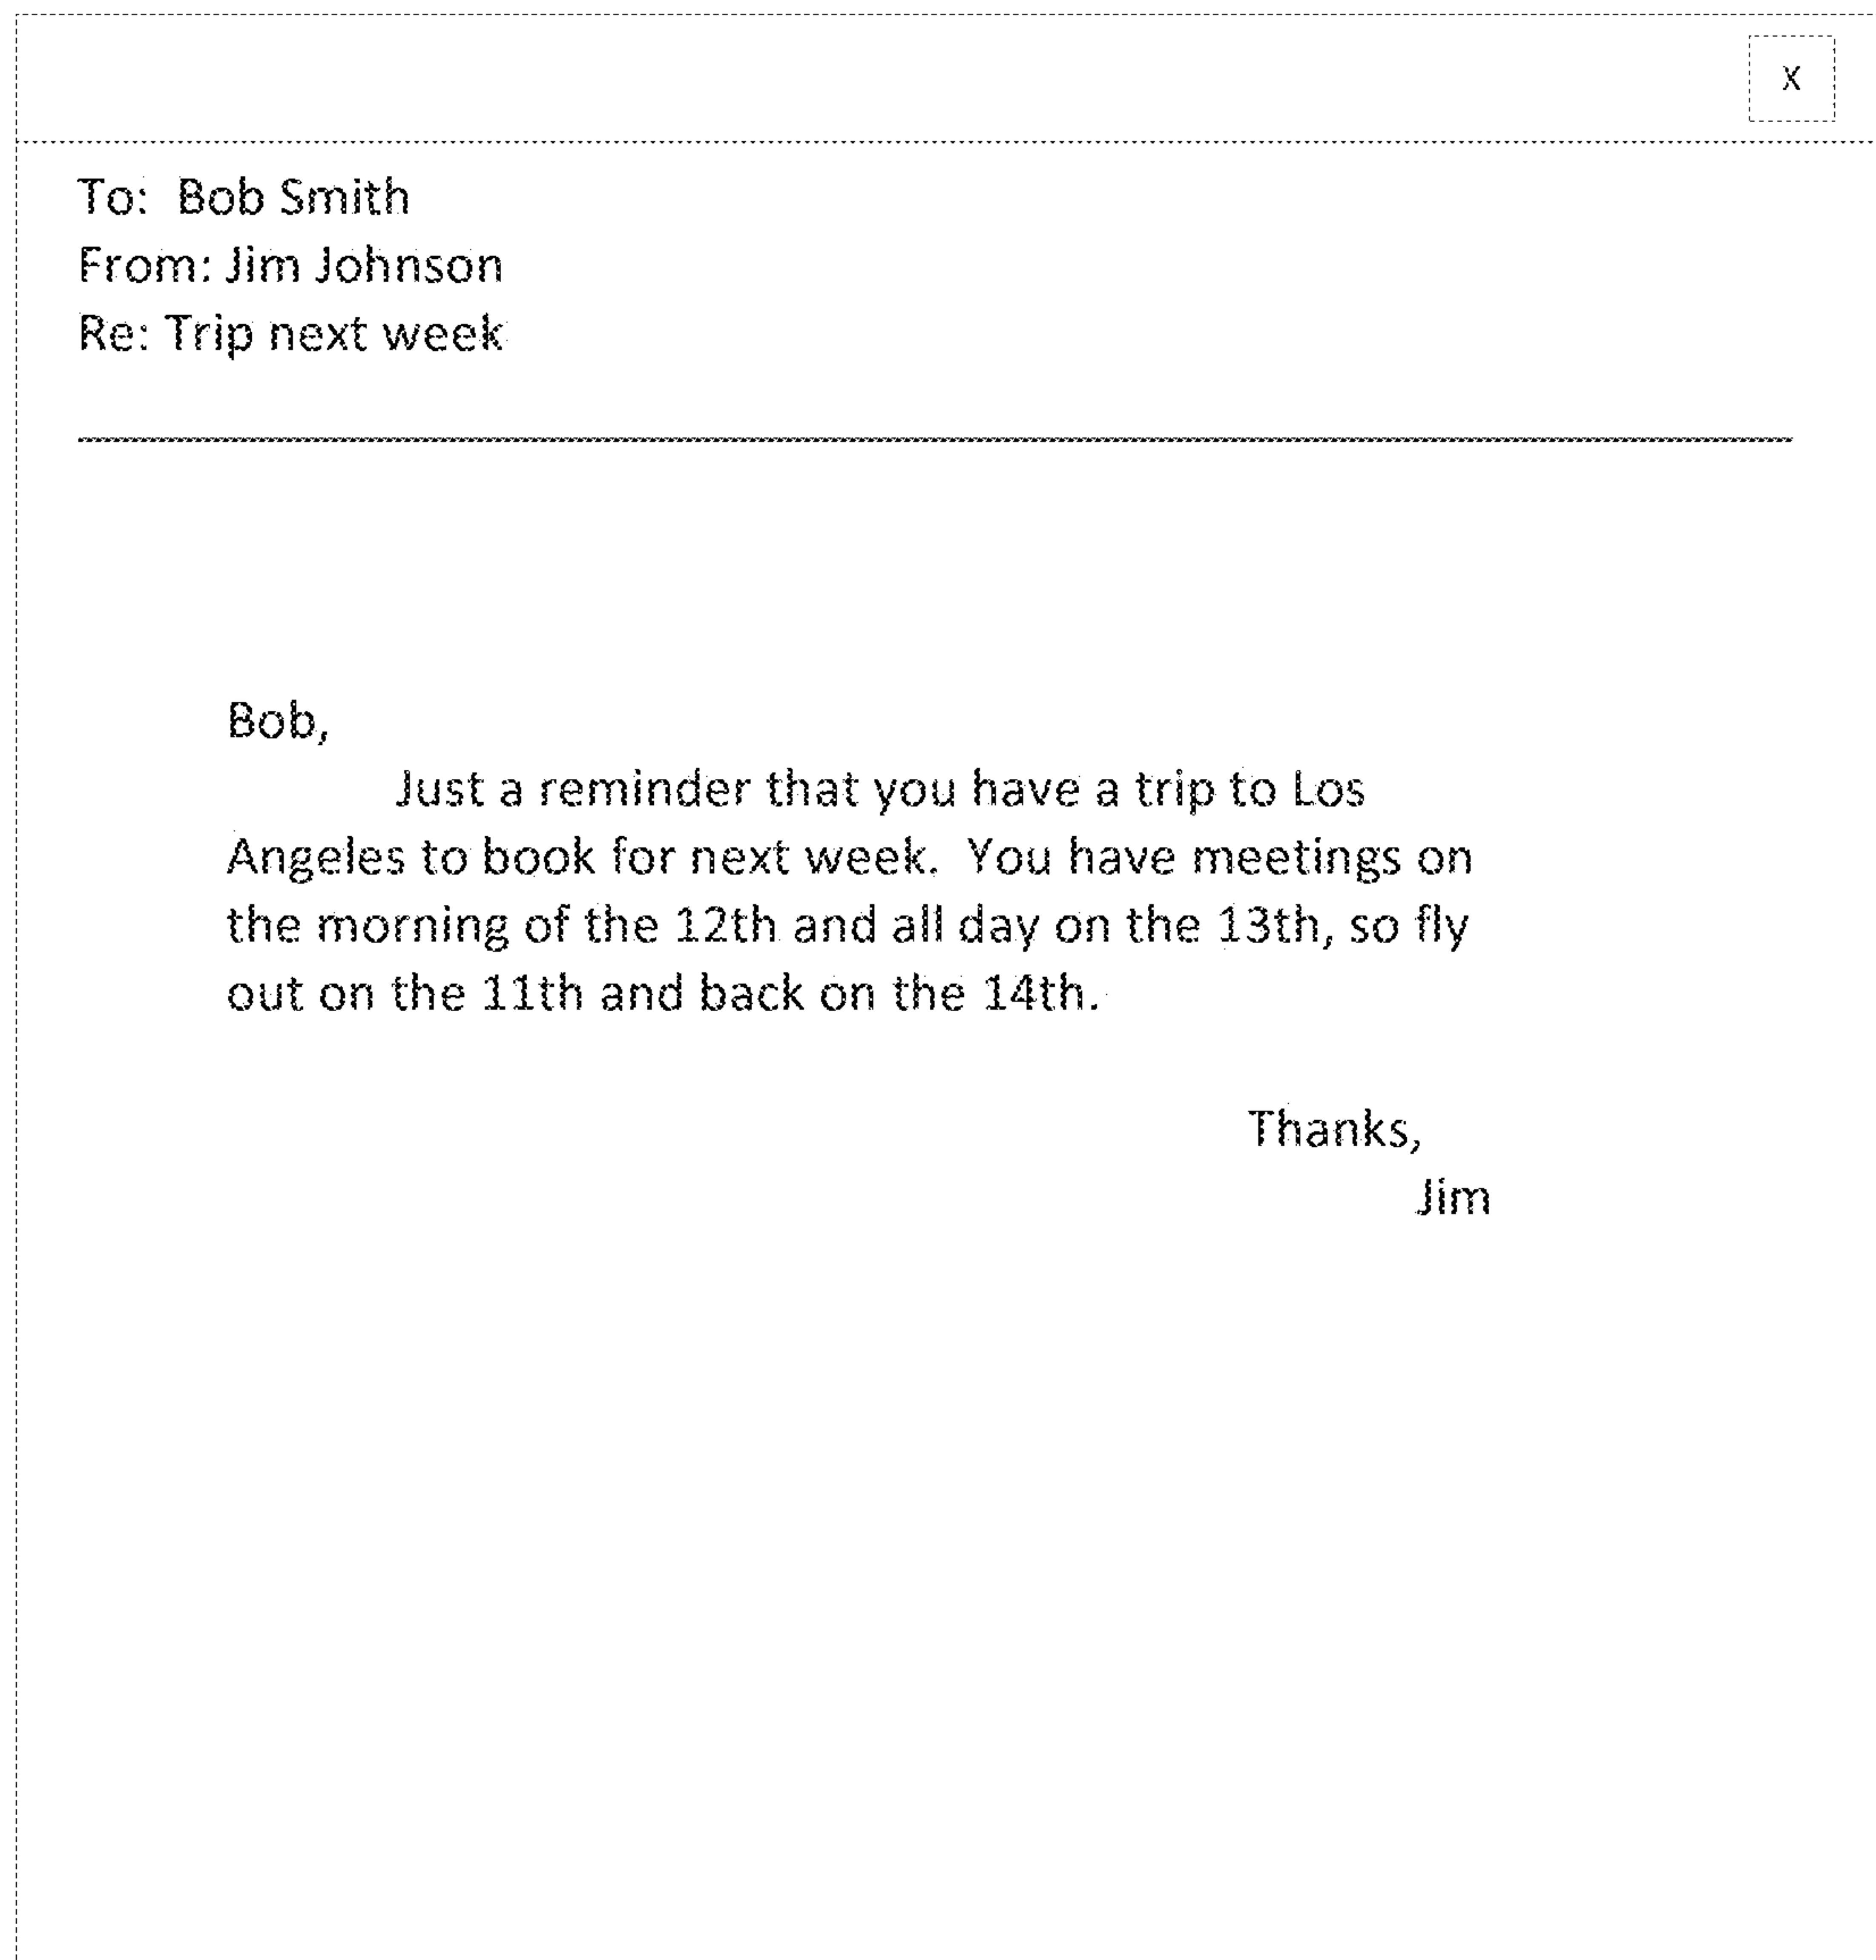 X
To:  Bob Smith
From: Jim Johnson
Re: Trip next week
Bob,
Just a reminder that you have a trip to Los
Angeles to book for next week.  You have meetings on
the morning of the 12th and all day on the 13th, so fly
out on the 11th and back on the 14th.
Thanks,
Jim